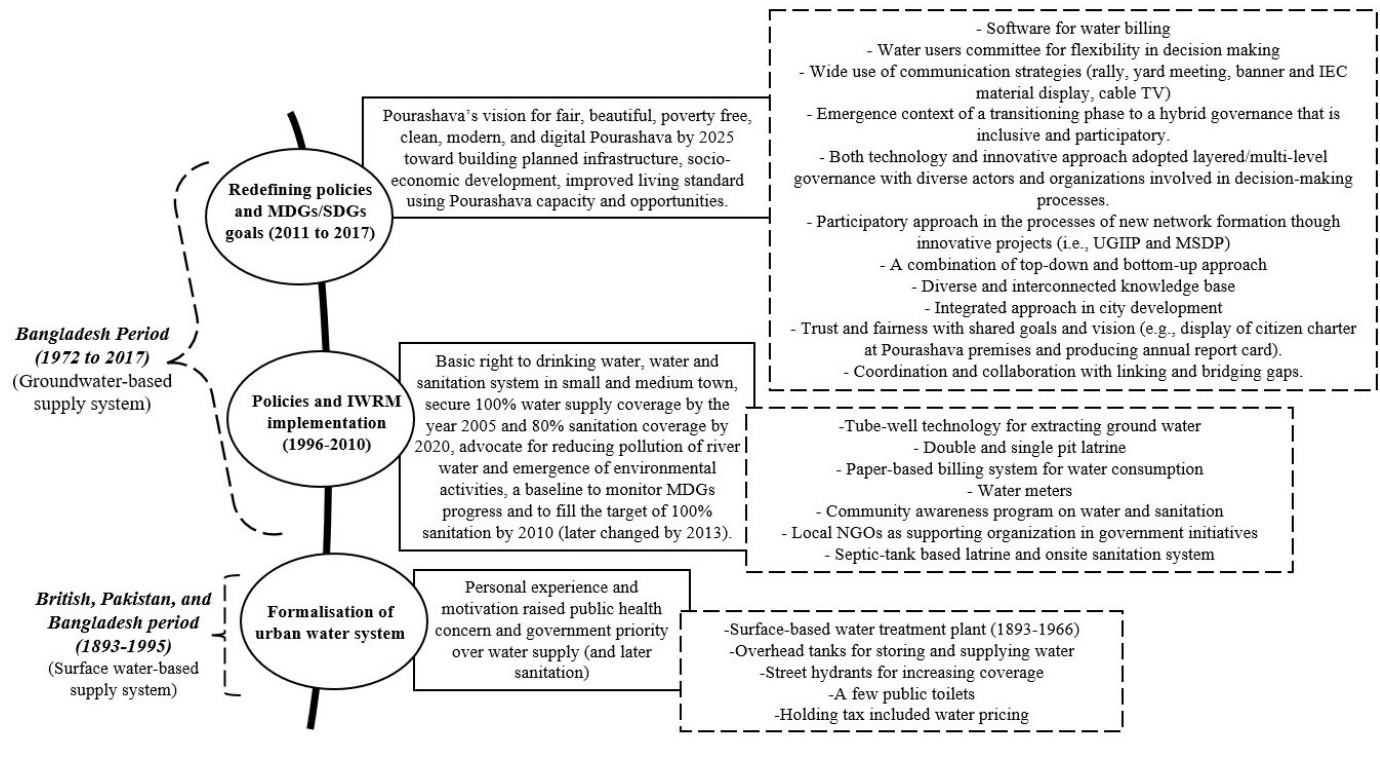 - Software for water billing
- Water users committee for flexibility in decision making
- Wide use of communication strategies (rally, yard meeting, banner and IEC
material display, cable TV)
- Emergence context of a transitioning phase to a hybrid governance that is
inclusive and participatory.
- Both technology and innovative approach adopted layered/multi-level
governance with diverse actors and organizations involved in decision-making
processes.
- Participatory approach in the processes of new network formation though
innovative projects (i.e., UGIIP and MSDP)
- A combination of top-down and bottom-up approach
- Diverse and interconnected knowledge base
- Integrated approach in city development
- Trust and fairness with shared goals and vision (e.g., display of citizen charter
at Pourashava premises and producing annual report card).
- Coordination and collaboration with linking and bridging gaps.
Pourashava's vision for fair, beautiful, poverty free,
clean, modern, and digital Pourashava by 2025
toward building planned infrastructure, socio-
economic development, improved living standard
using Pourashava capacity and opportunities.
Redefining policies
and MDGs/SDGs
goals (2011 to 2017)
Bangladesh Period
(1972 to 2017)
(Groundwater-based
supply system)
Policies and IWRM
implementation
(1996-2010)
Basic right to drinking water, water and
sanitation system in small and medium town,
secure 100% water supply coverage by the
year 2005 and 80% sanitation coverage by
2020, advocate for reducing pollution of river
water and emergence of environmental
activities, a baseline to monitor MDGs
progress and to fill the target of 100%
sanitation by 2010 (later changed by 2013).
-Tube-well technology for extracting ground water
- Double and single pit latrine
- Paper-based billing system for water consumption
- Water meters
- Community awareness program on water and sanitation
- Local NGOs as supporting organization in government initiatives
- Septic-tank based latrine and onsite sanitation system
British, Pakistan, and
Bangladesh period
(1893-1995)
(Surface water-based
supply system)
Formalisation of
urban water system
Personal experience and
motivation raised public health
concern and government priority
over water supply (and later
sanitation)
-Surface-based water treatment plant (1893-1966)
-Overhead tanks for storing and supplying water
-Street hydrants for increasing coverage
-A few public toilets
-Holding tax included water pricing